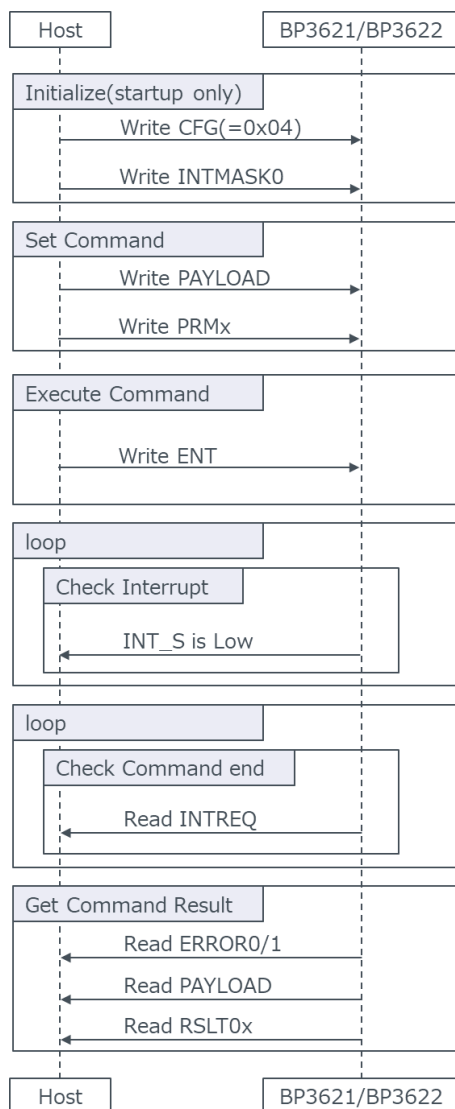 Host
BP3621/BP3622
Initialize(startup only)
Write CFG(=0x04)
Write INTMASK0
Set Command
Write PAYLOAD
Write PRMx
Execute Command
Write ENT
loop
Check Interrupt
INT_S is Low
loop
Check Command end
Read INTREQ
Get Command Result
Read ERROR0/1
Read PAYLOAD
Read RSLT0x
Host
BP3621/BP3622